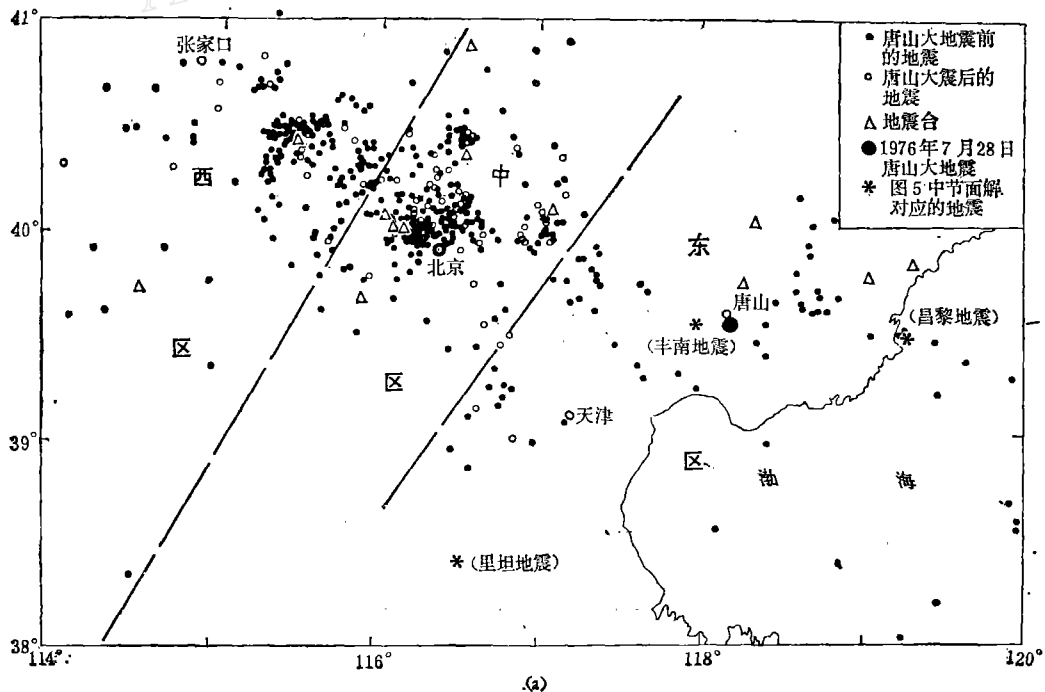 41°
40°
39°
38°
114°
116°
118°
120°
张家口
西
区
中
区
东
区
北京
天津
唐山
(丰南地震)
(昌黎地震)
(里坦地震)
渤
海
唐山大地震前
的地震
唐山大震后的
地震
地震台
1976年7月28日
唐山大地震
图5中节面解
对应的地震
(a)